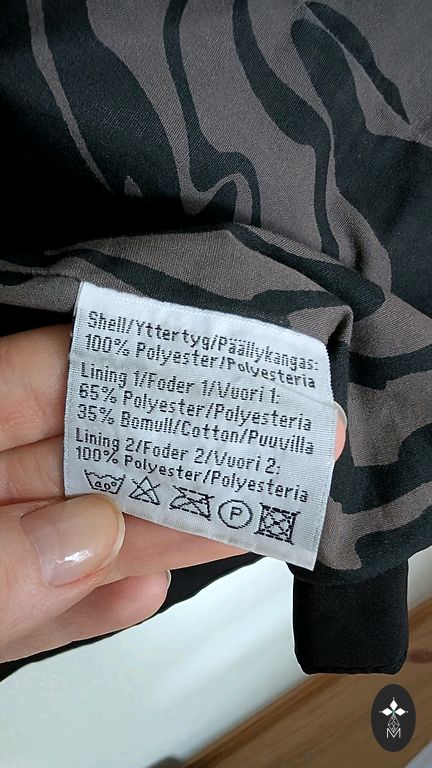 Shell/Yttertyg/Päällykangas:
100% Polyester/Polyesteria
Lining 1/Foder 1/Vuori 1:
65% Polyester/Polyesteria
35% Bomull/Cotton/Puuvilla
Lining 2/Foder 2/Vuori 2:
100% Polyester/Polyesteria
40 P
M